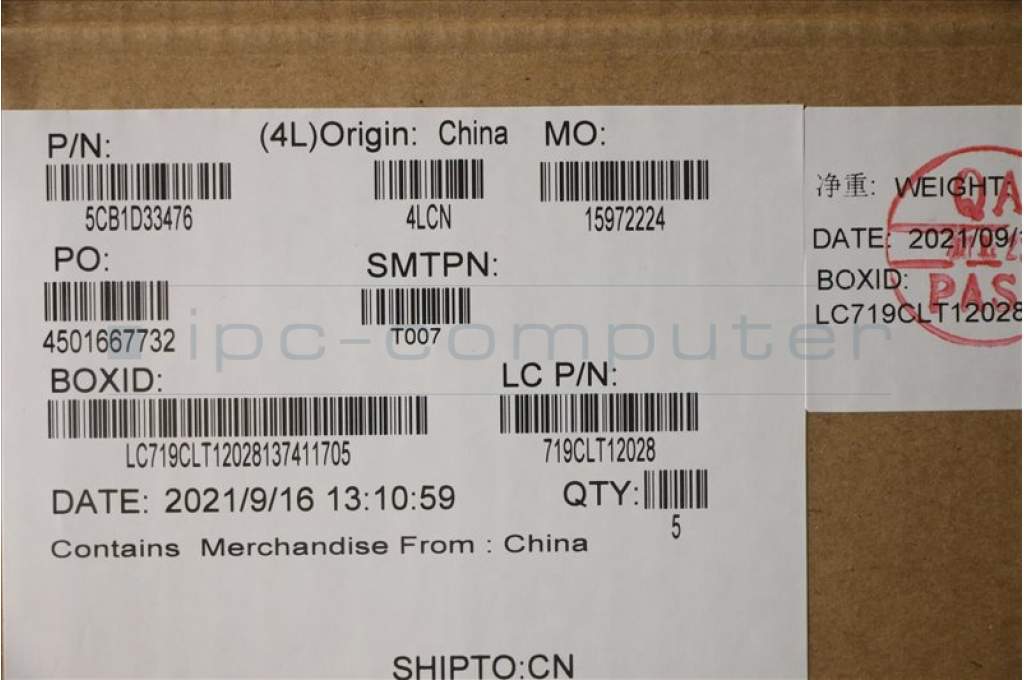 P/N: (4L)Origin: China MO:
5CB1D33476 4LCN 15972224
PO: SMTPN:
4501667732 T007
BOXID: LC P/N:
LC719CLT12028137411705 719CLT12028
DATE: 2021/9/16 13:10:59 QTY:
5
Contains Merchandise From : China
SHIPTO:CN
净重: WEIGHT:
DATE: 2021/09/
BOXID:
LC719CLT12028
QA
PAS
ipc-computer